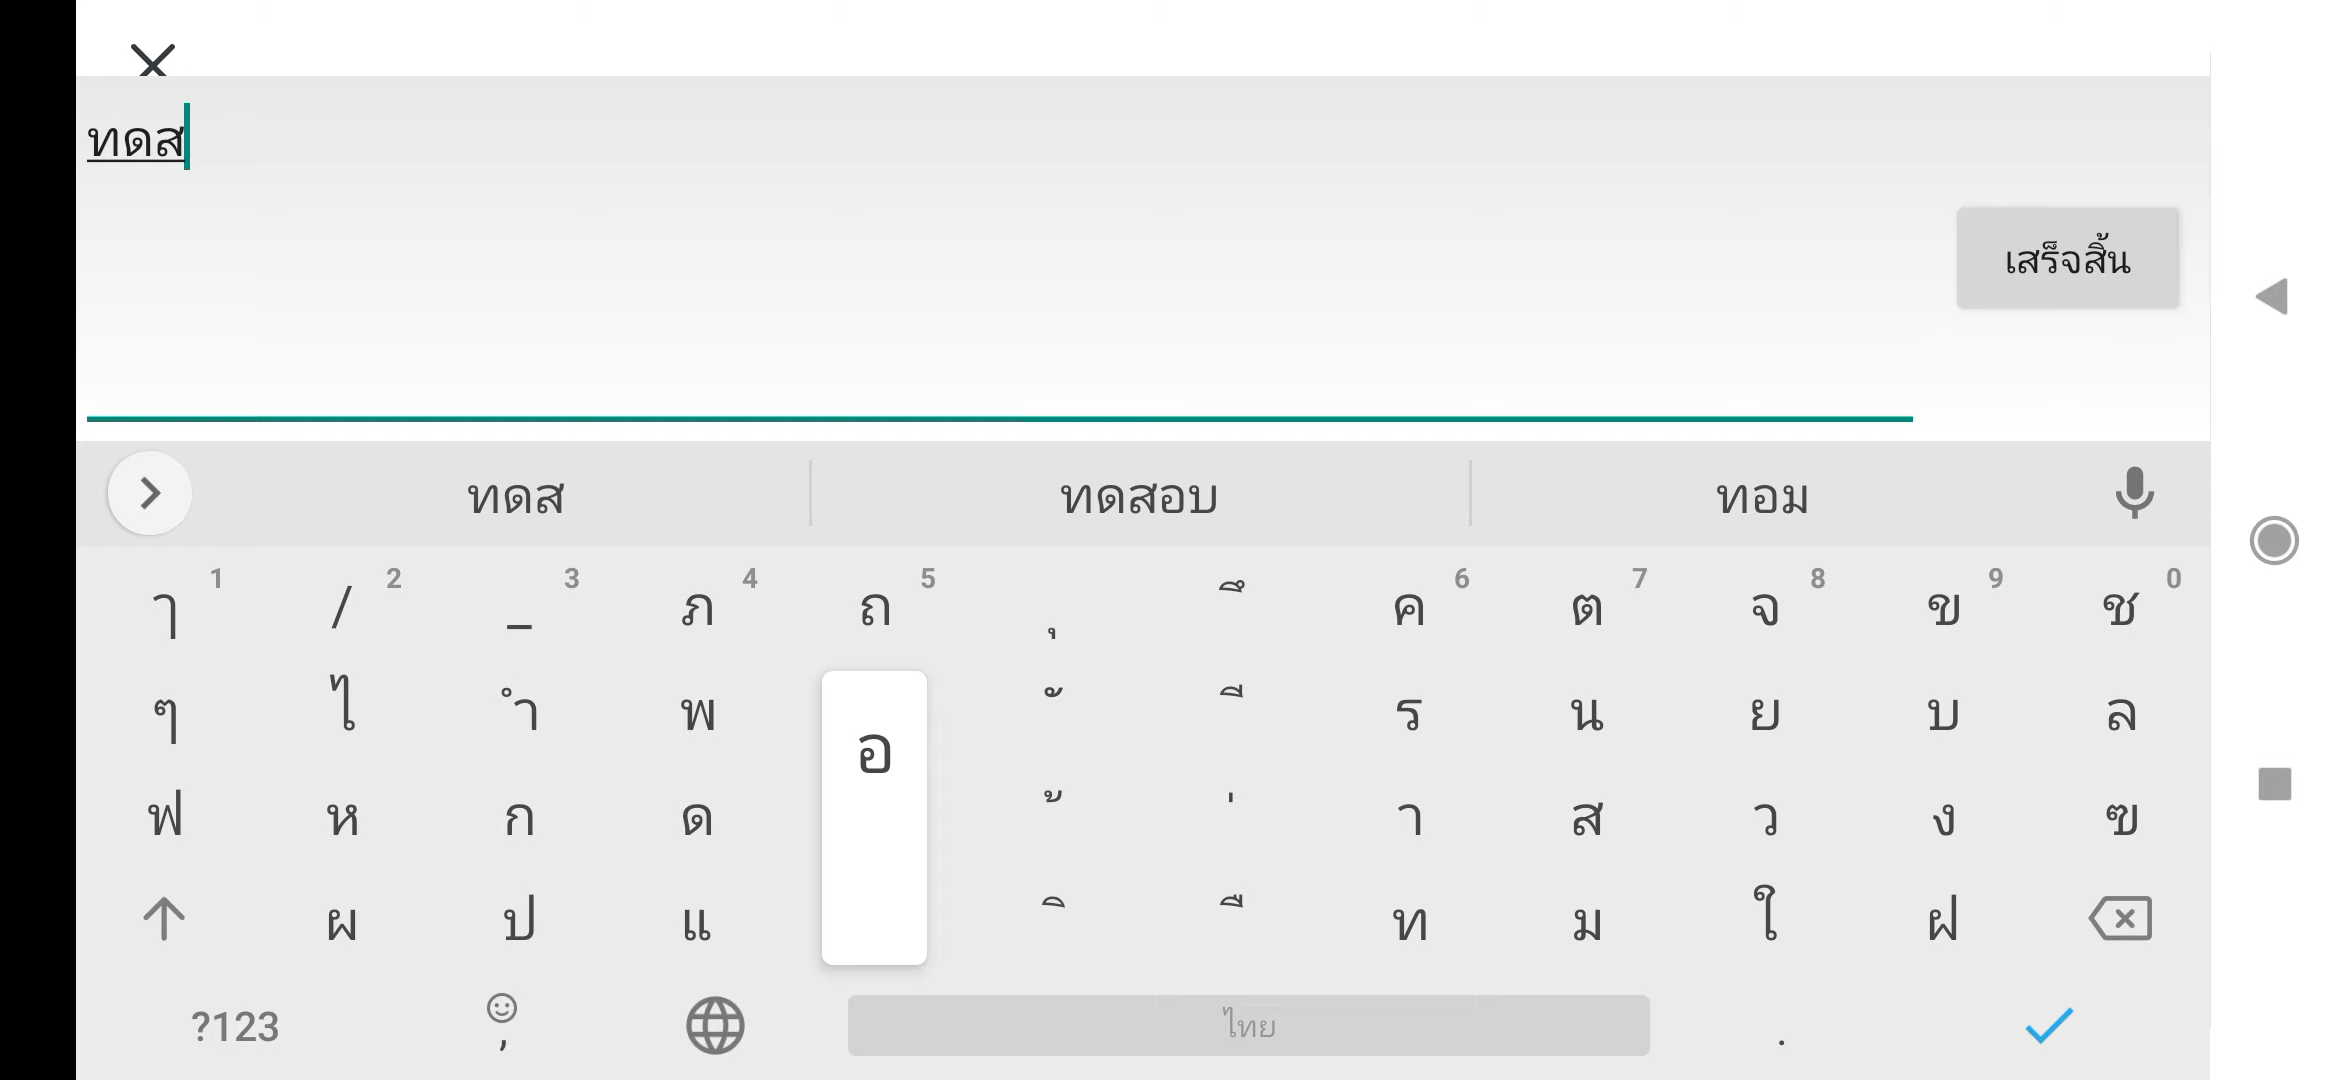 ทดส
เสร็จสิ้น
ทดส ทดสอบ ทอม
ๅ 1 / 2 _ 3 ภ 4 ถ 5 ุ ึ ค 6 ต 7 จ 8 ข 9 ช 0
ๆ ไ ำ พ ั ี ร น ย บ ล
อ
ฟ ห ก ด ้ ่ า ส ว ง ฃ
ผ ป แ ิ ื ท ม ใ ฝ
?123 , ไทย .